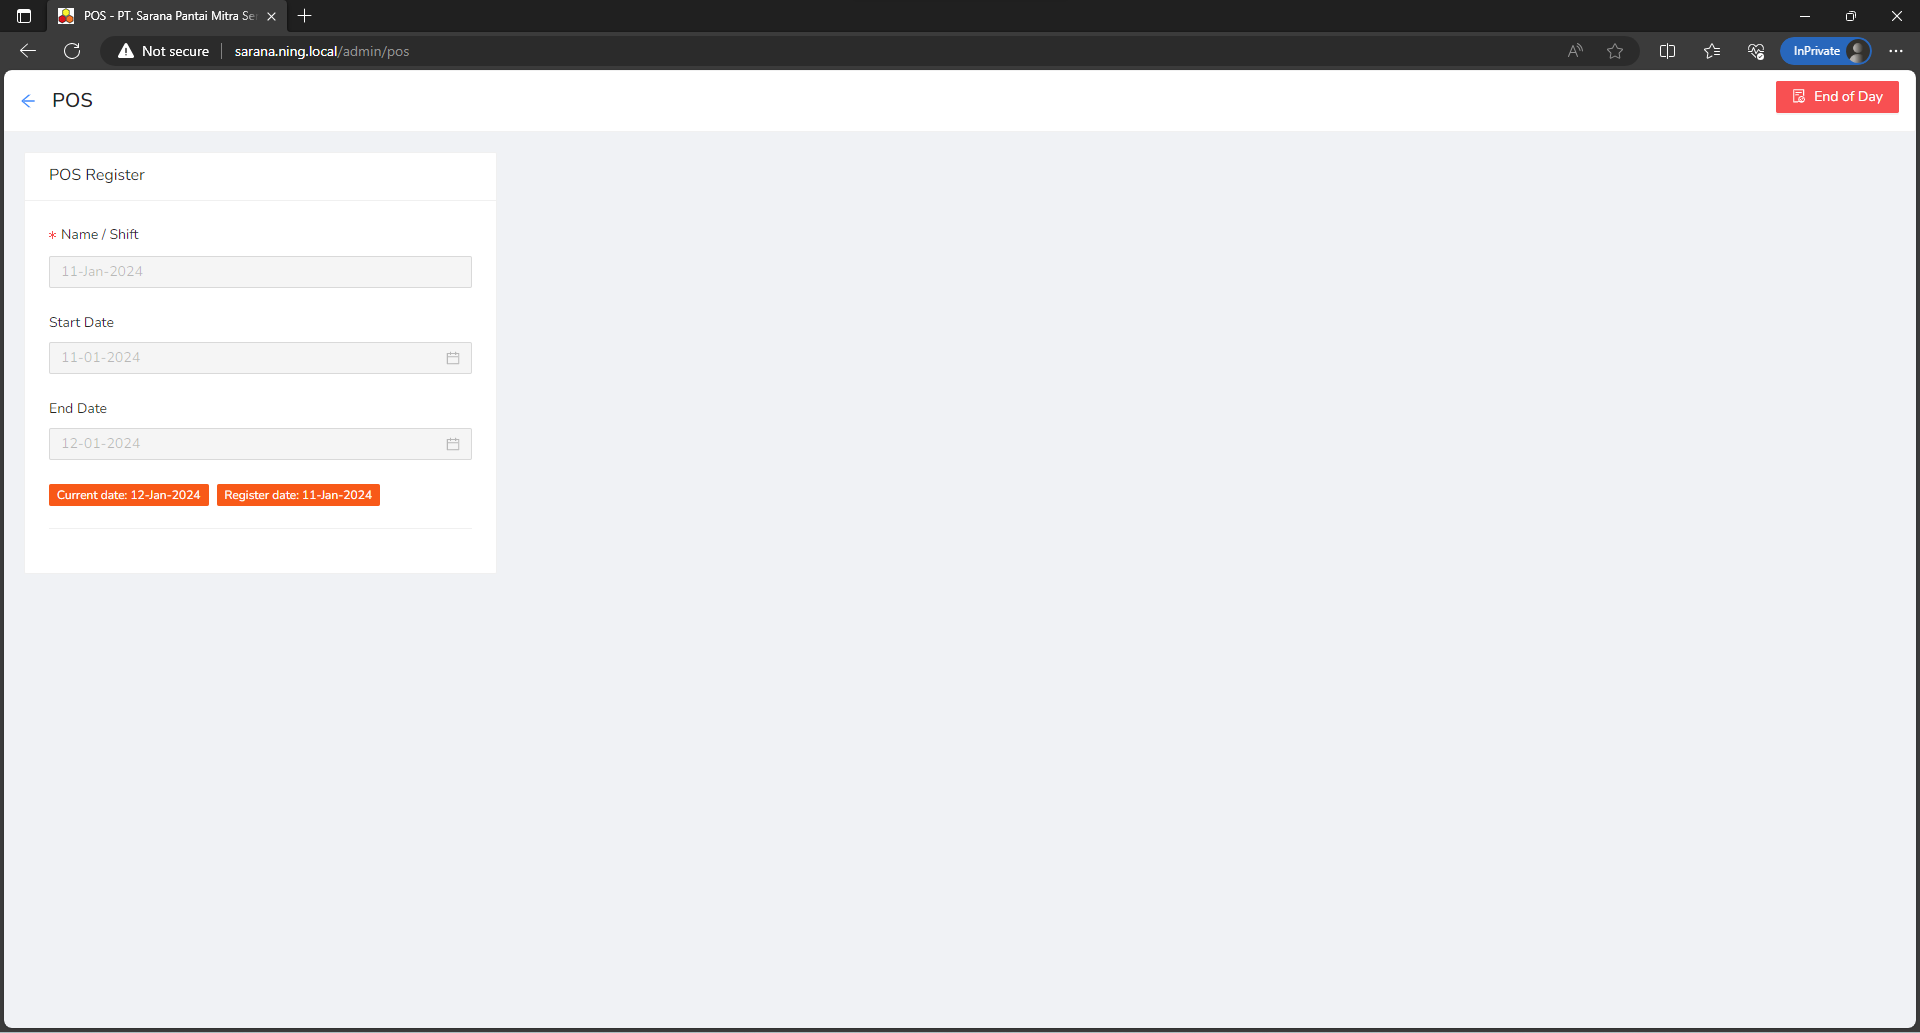 POS - PT. Sarana Pantai Mitra Se
Not secure
sarana.ning.local/admin/pos
InPrivate
POS
End of Day
POS Register
* Name / Shift
11-Jan-2024
Start Date
11-01-2024
End Date
12-01-2024
Current date: 12-Jan-2024
Register date: 11-Jan-2024